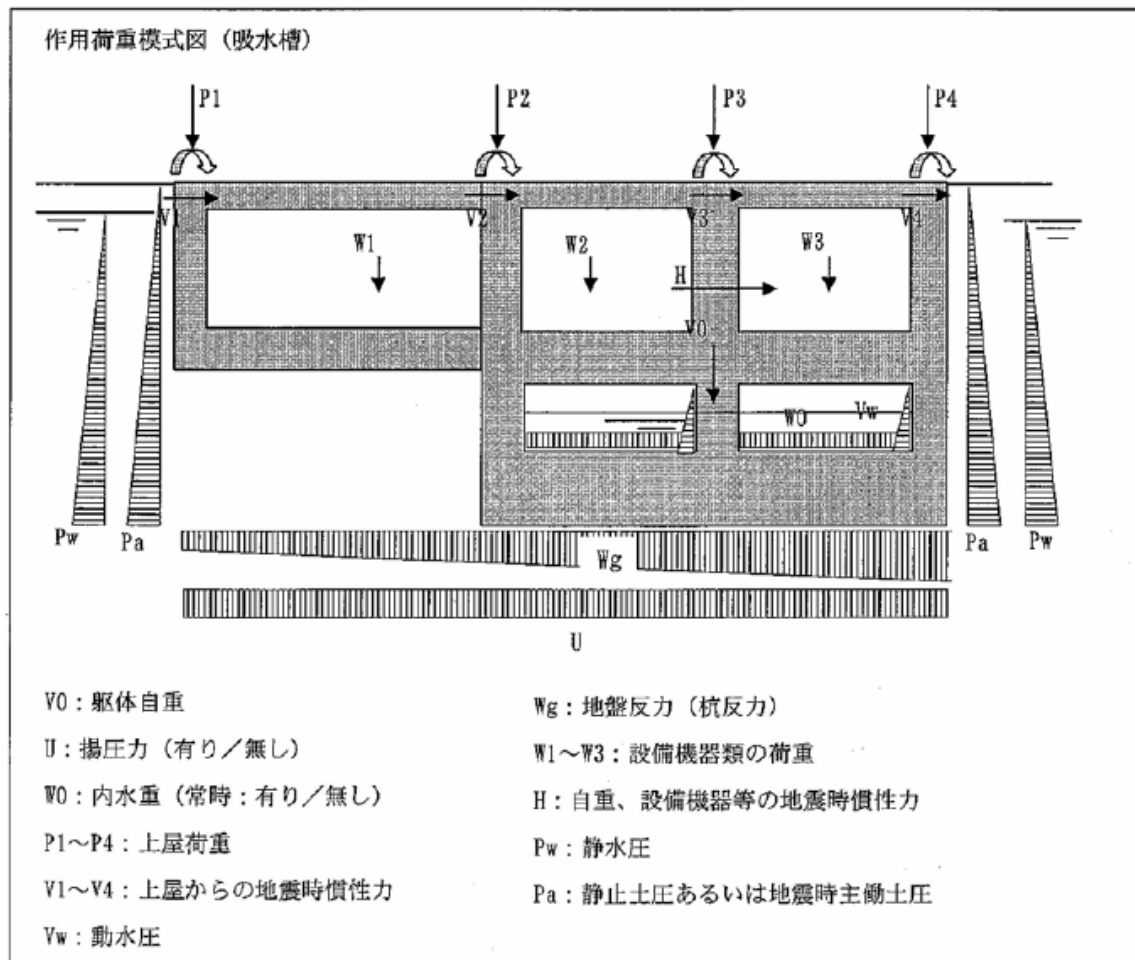 作用荷重模式図（吸水槽）
P1 P2 P3 P4
V1 V2 V3 V4
W1 W2 H W3
V0
W0 Vw
Pw Pa Wg Pa Pw
U
V0：躯体自重
U：揚圧力（有り／無し）
W0：内水重（常時：有り／無し）
P1～P4：上屋荷重
V1～V4：上屋からの地震時慣性力
Vw：動水圧
Wg：地盤反力（杭反力）
W1～W3：設備機器類の荷重
H：自重、設備機器等の地震時慣性力
Pw：静水圧
Pa：静止土圧あるいは地震時主働土圧